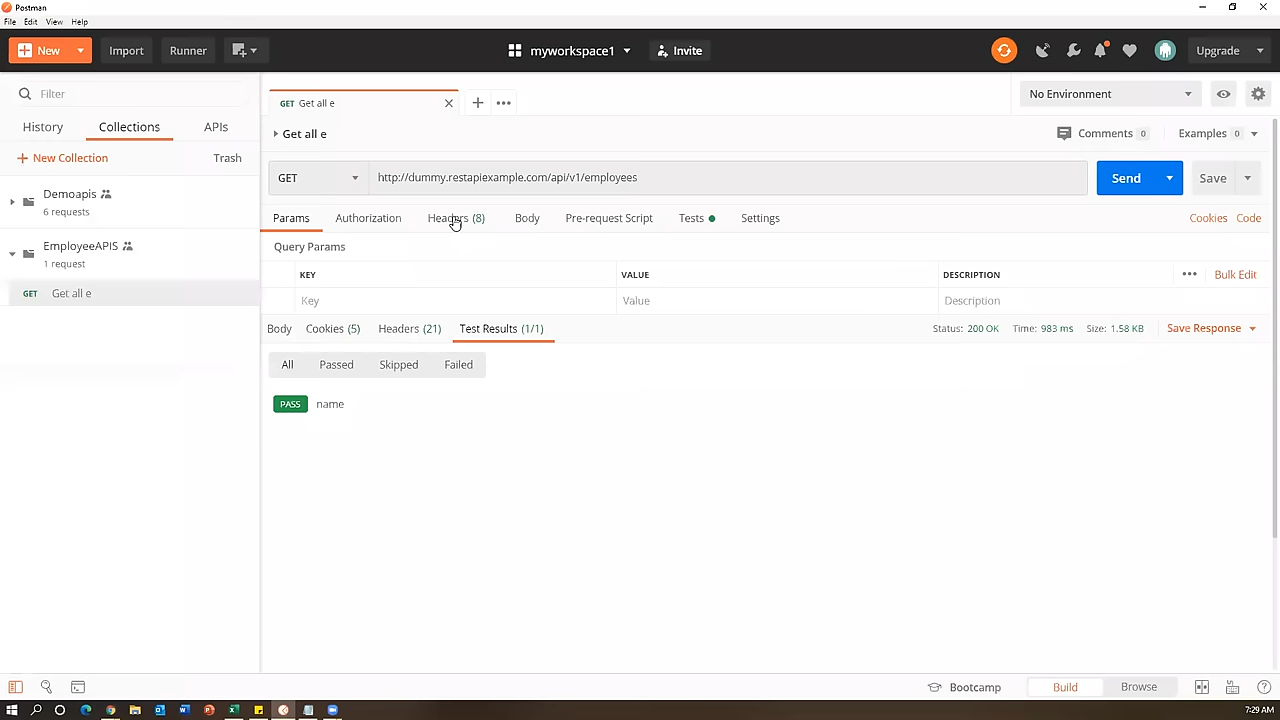 Postman
File Edit View Help
New Import Runner myworkspace1 Invite Upgrade
Filter
History Collections APIs
New Collection Trash
Demoapis
6 requests
EmployeeAPIS
1 request
GET Get all e
GET Get all e
No Environment
Get all e
Comments 0 Examples 0
GET http://dummy.restapiexample.com/api/v1/employees Send Save
Params Authorization Headers (8) Body Pre-request Script Tests Settings Cookies Code
Query Params
KEY VALUE DESCRIPTION Bulk Edit
Key Value Description
Body Cookies (5) Headers (21) Test Results (1/1) Status: 200 OK Time: 983 ms Size: 1.58 KB Save Response
All Passed Skipped Failed
PASS name
Bootcamp Build Browse
7:29 AM